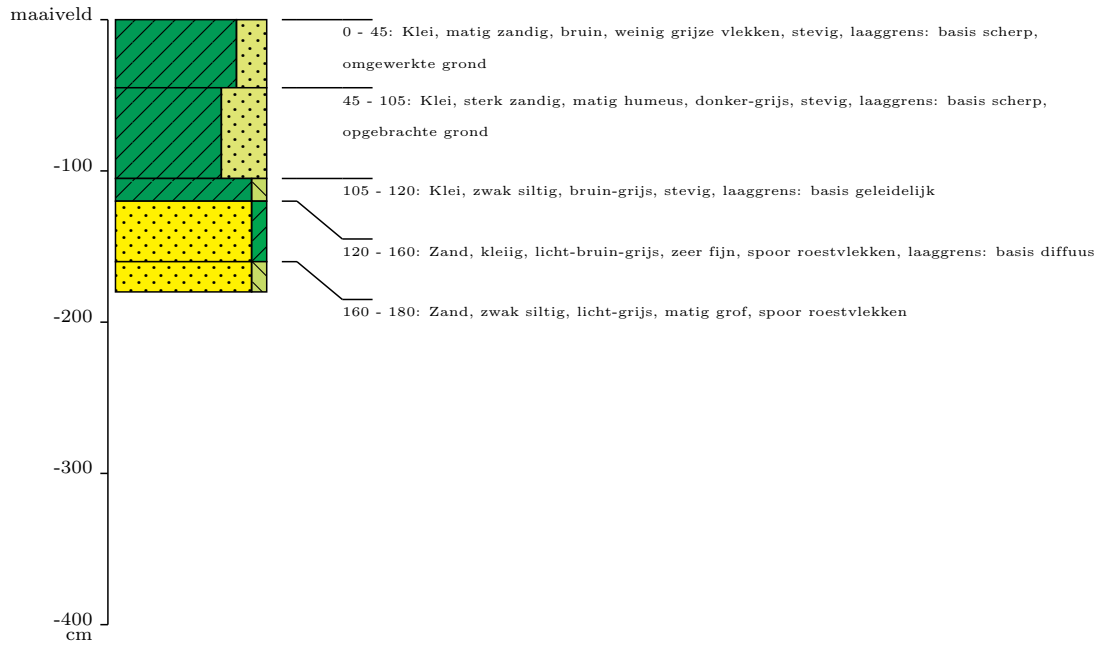 maaiveld
0 - 45: Klei, matig zandig, bruin, weinig grijze vlekken, stevig, laaggrens: basis scherp,
omgewerkte grond
45 - 105: Klei, sterk zandig, matig humeus, donker-grijs, stevig, laaggrens: basis scherp,
opgebrachte grond
-100
105 - 120: Klei, zwak siltig, bruin-grijs, stevig, laaggrens: basis geleidelijk
120 - 160: Zand, kleiig, licht-bruin-grijs, zeer fijn, spoor roestvlekken, laaggrens: basis diffuus
160 - 180: Zand, zwak siltig, licht-grijs, matig grof, spoor roestvlekken
-200
-300
-400
cm